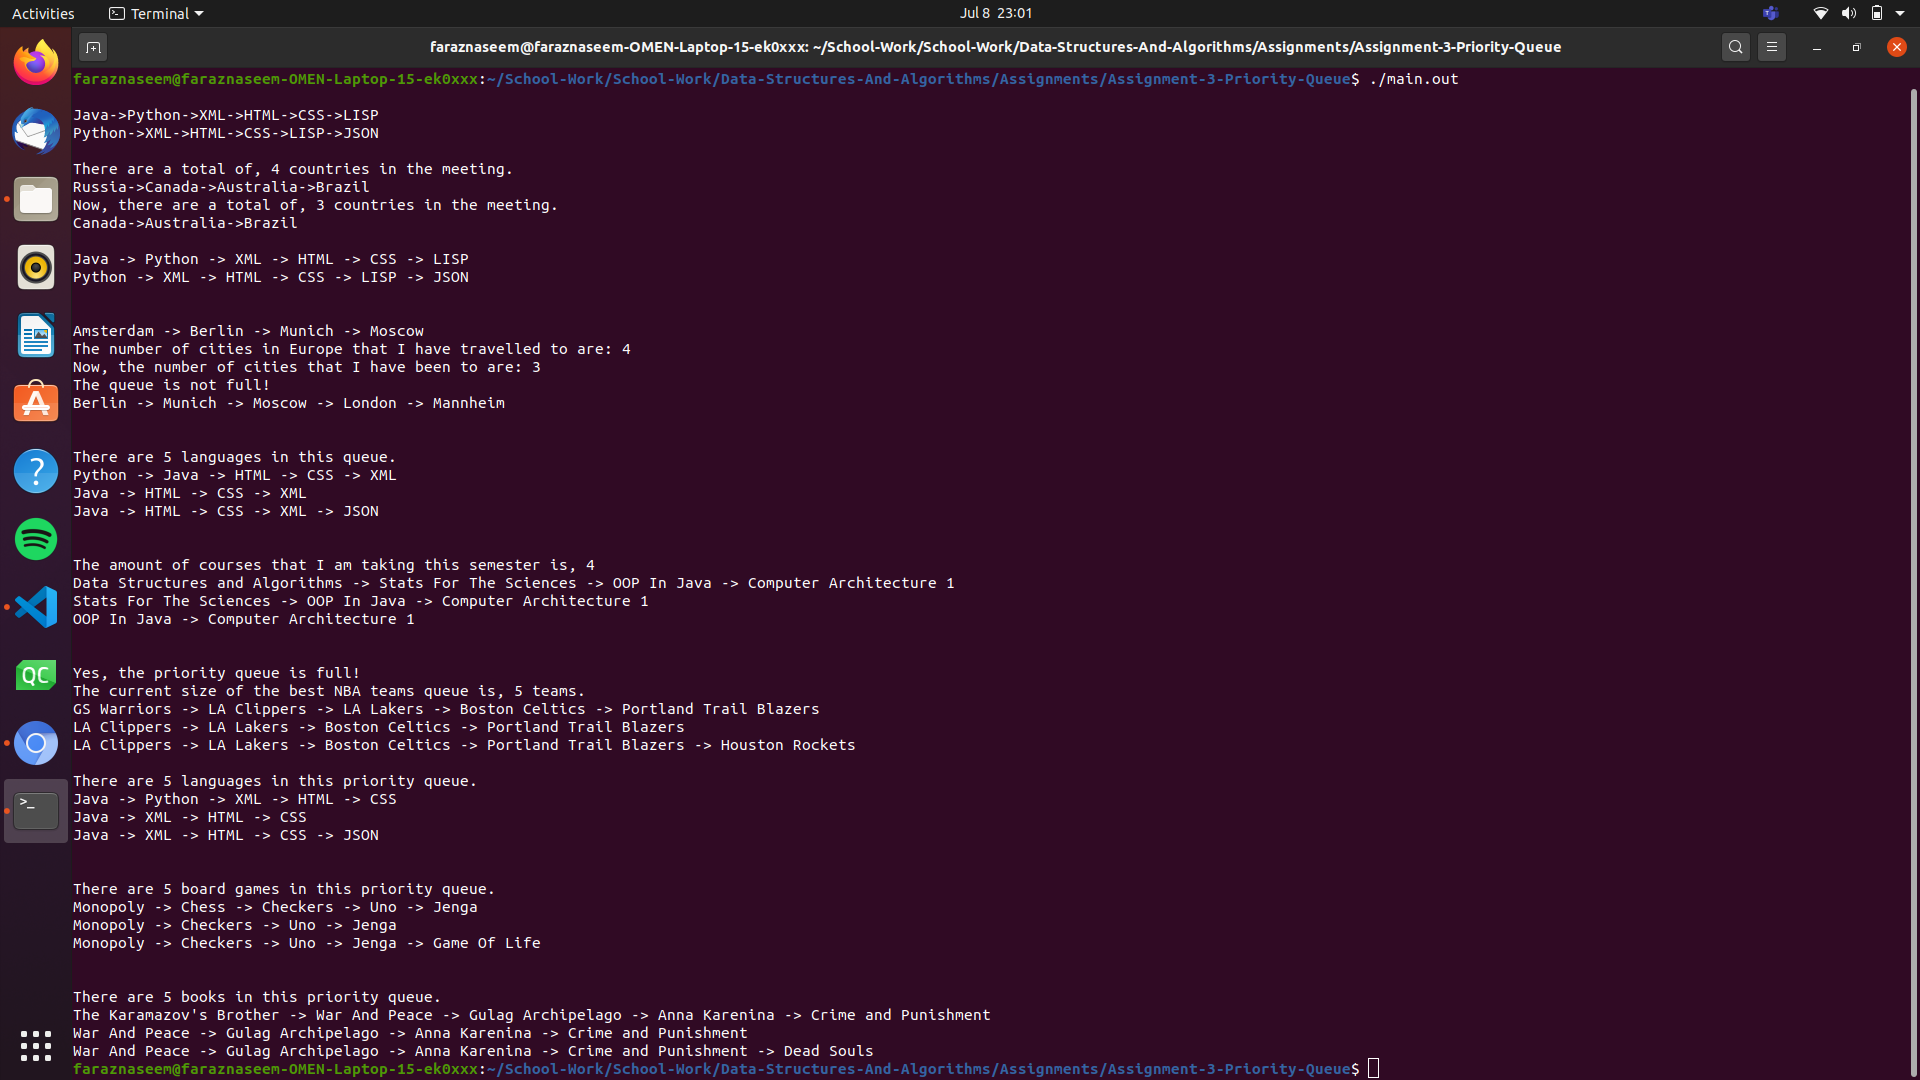 Activities
Terminal
Jul 8 23:01
faraznaseem@faraznaseem-OMEN-Laptop-15-ek0xxx: ~/School-Work/School-Work/Data-Structures-And-Algorithms/Assignments/Assignment-3-Priority-Queue
faraznaseem@faraznaseem-OMEN-Laptop-15-ek0xxx:~/School-Work/School-Work/Data-Structures-And-Algorithms/Assignments/Assignment-3-Priority-Queue$ ./main.out
Java->Python->XML->HTML->CSS->LISP
Python->XML->HTML->CSS->LISP->JSON
There are a total of, 4 countries in the meeting.
Russia->Canada->Australia->Brazil
Now, there are a total of, 3 countries in the meeting.
Canada->Australia->Brazil
Java -> Python -> XML -> HTML -> CSS -> LISP
Python -> XML -> HTML -> CSS -> LISP -> JSON
Amsterdam -> Berlin -> Munich -> Moscow
The number of cities in Europe that I have travelled to are: 4
Now, the number of cities that I have been to are: 3
The queue is not full!
Berlin -> Munich -> Moscow -> London -> Mannheim
There are 5 languages in this queue.
Python -> Java -> HTML -> CSS -> XML
Java -> HTML -> CSS -> XML
Java -> HTML -> CSS -> XML -> JSON
The amount of courses that I am taking this semester is, 4
Data Structures and Algorithms -> Stats For The Sciences -> OOP In Java -> Computer Architecture 1
Stats For The Sciences -> OOP In Java -> Computer Architecture 1
OOP In Java -> Computer Architecture 1
Yes, the priority queue is full!
The current size of the best NBA teams queue is, 5 teams.
GS Warriors -> LA Clippers -> LA Lakers -> Boston Celtics -> Portland Trail Blazers
LA Clippers -> LA Lakers -> Boston Celtics -> Portland Trail Blazers
LA Clippers -> LA Lakers -> Boston Celtics -> Portland Trail Blazers -> Houston Rockets
There are 5 languages in this priority queue.
Java -> Python -> XML -> HTML -> CSS
Java -> XML -> HTML -> CSS
Java -> XML -> HTML -> CSS -> JSON
There are 5 board games in this priority queue.
Monopoly -> Chess -> Checkers -> Uno -> Jenga
Monopoly -> Checkers -> Uno -> Jenga
Monopoly -> Checkers -> Uno -> Jenga -> Game Of Life
There are 5 books in this priority queue.
The Karamazov's Brother -> War And Peace -> Gulag Archipelago -> Anna Karenina -> Crime and Punishment
War And Peace -> Gulag Archipelago -> Anna Karenina -> Crime and Punishment
War And Peace -> Gulag Archipelago -> Anna Karenina -> Crime and Punishment -> Dead Souls
faraznaseem@faraznaseem-OMEN-Laptop-15-ek0xxx:~/School-Work/School-Work/Data-Structures-And-Algorithms/Assignments/Assignment-3-Priority-Queue$
QC